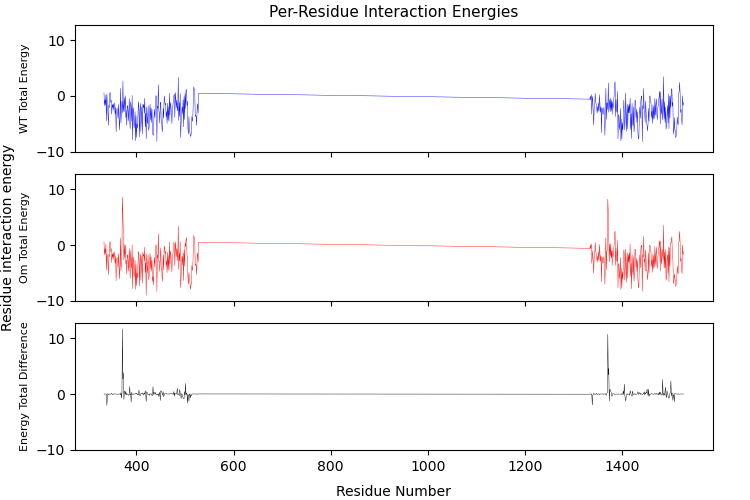 Per-Residue Interaction Energies
Residue interaction energy
WT Total Energy
10
0
−10
Om Total Energy
10
0
−10
Energy Total Difference
10
0
−10
400 600 800 1000 1200 1400
Residue Number